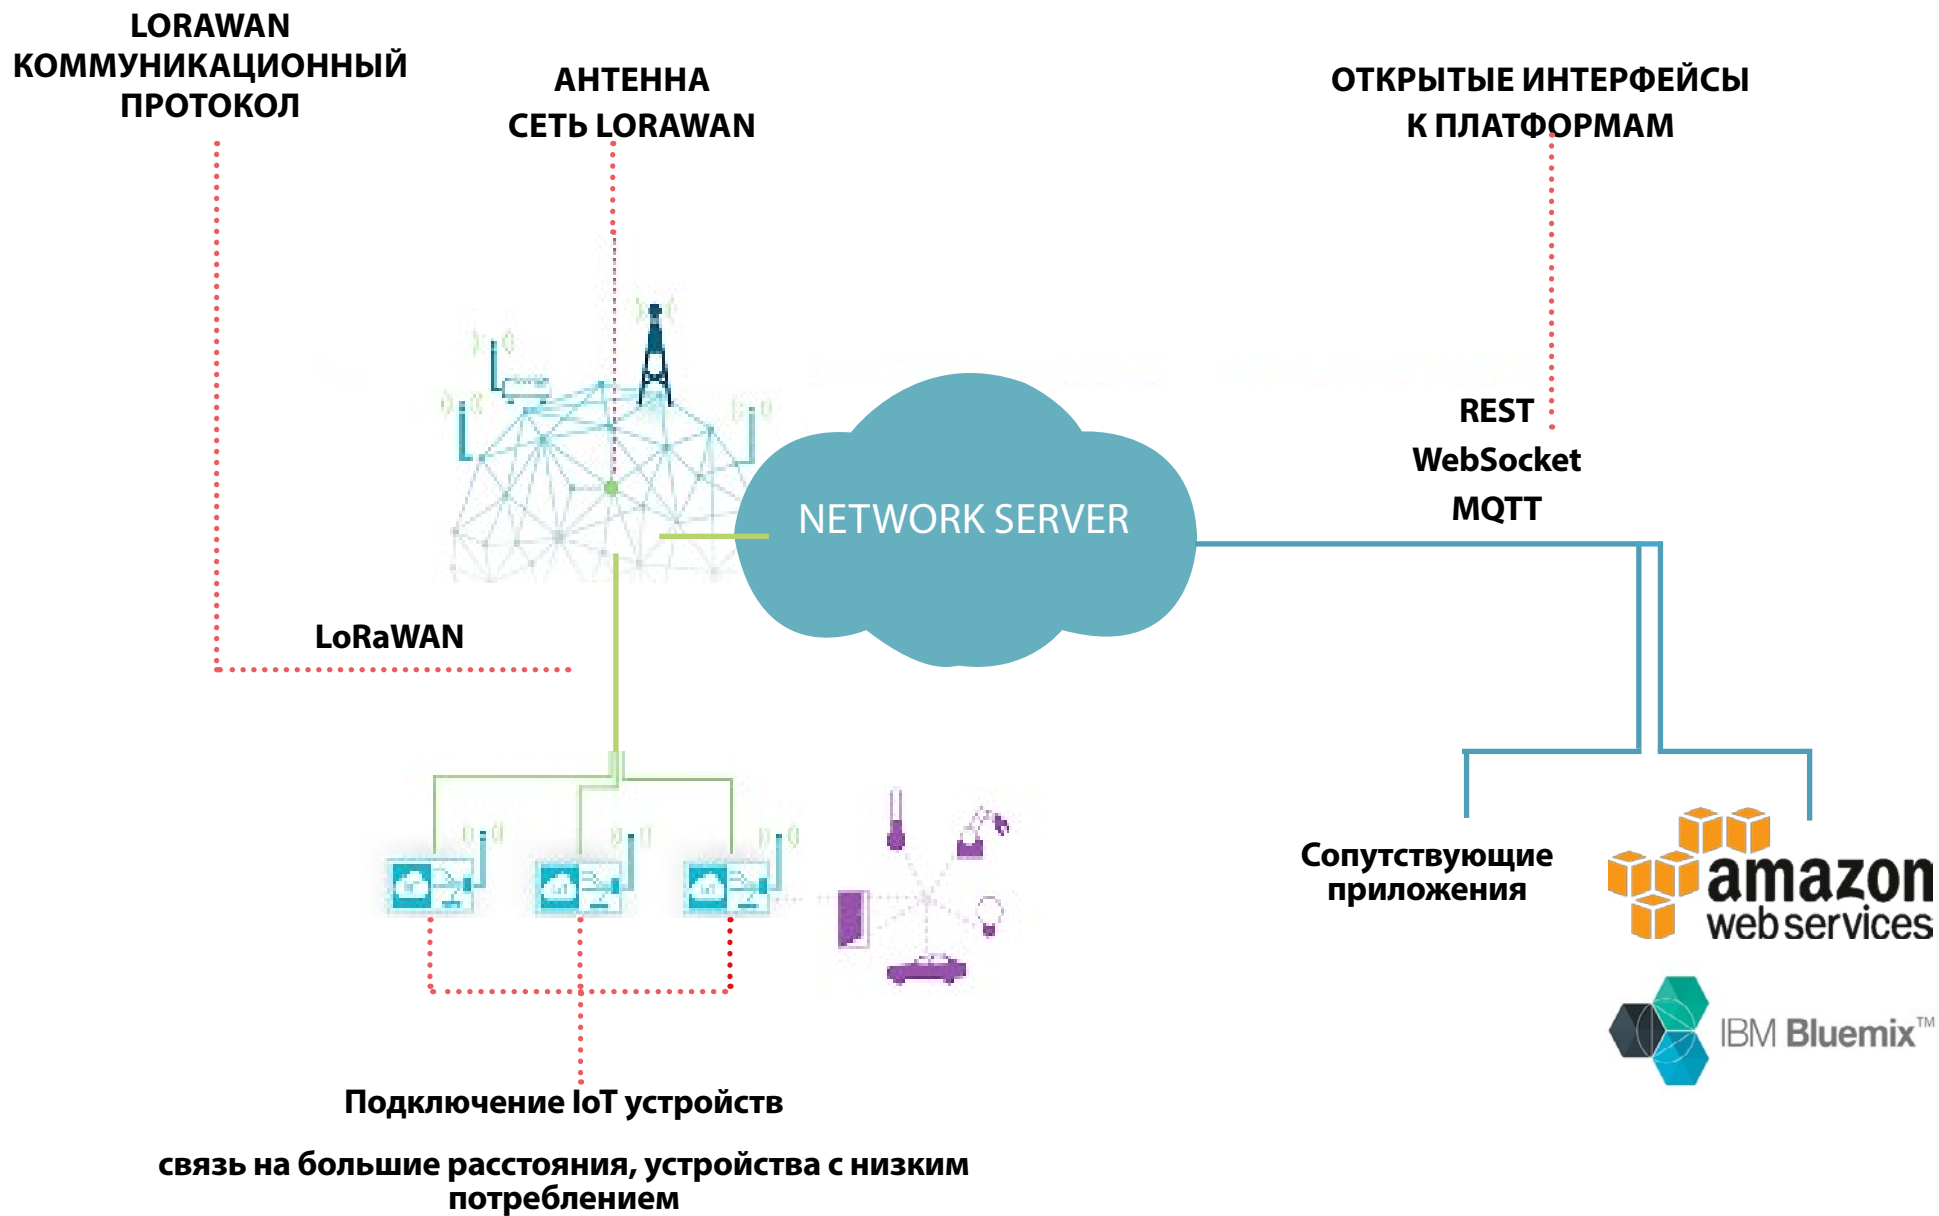 LORAWAN
КОММУНИКАЦИОННЫЙ
ПРОТОКОЛ
АНТЕННА
СЕТЬ LORAWAN
ОТКРЫТЫЕ ИНТЕРФЕЙСЫ
К ПЛАТФОРМАМ
REST
WebSocket
MQTT
NETWORK SERVER
LoRaWAN
Сопутствующие
приложения
amazon
web services
IBM Bluemix™
Подключение IoT устройств
связь на большие расстояния, устройства с низким
потреблением